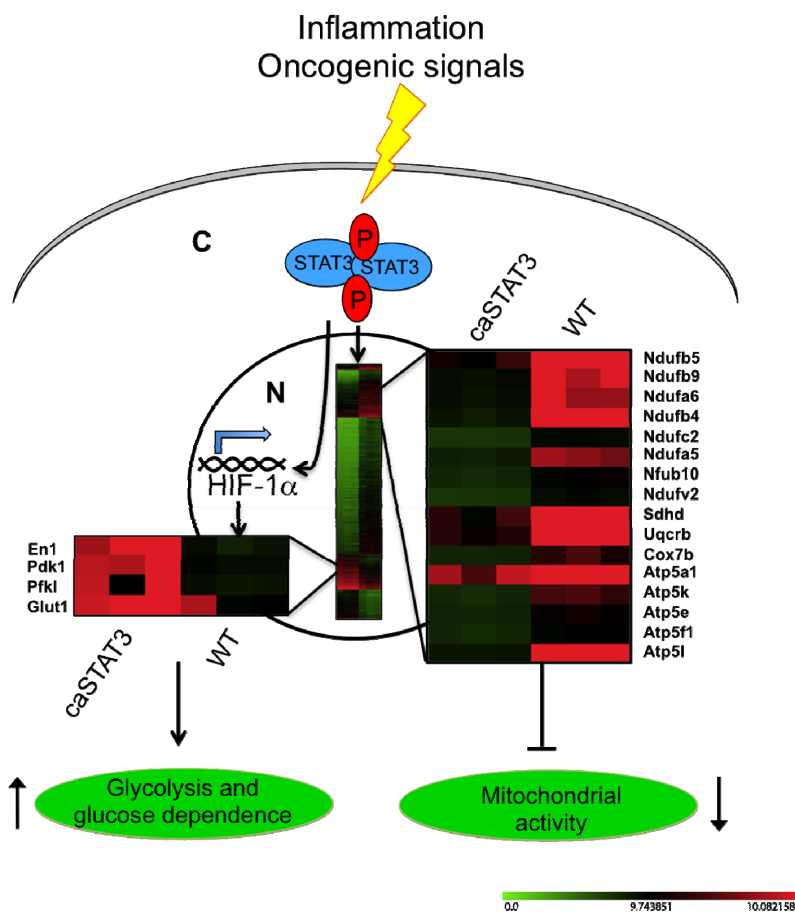 Inflammation
Oncogenic signals
C
P
STAT3
STAT3
P
caSTAT3
WT
N
HIF-1α
Ndufb5
Ndufb9
Ndufa6
Ndufb4
Ndufc2
Ndufa5
Nfub10
Ndufv2
Sdhd
Uqcrb
Cox7b
Atp5a1
Atp5k
Atp5e
Atp5f1
Atp5l
En1
Pdk1
Pfkl
Glut1
caSTAT3
WT
Glycolysis and
glucose dependence
Mitochondrial
activity
0.0
9.743851
10.082158